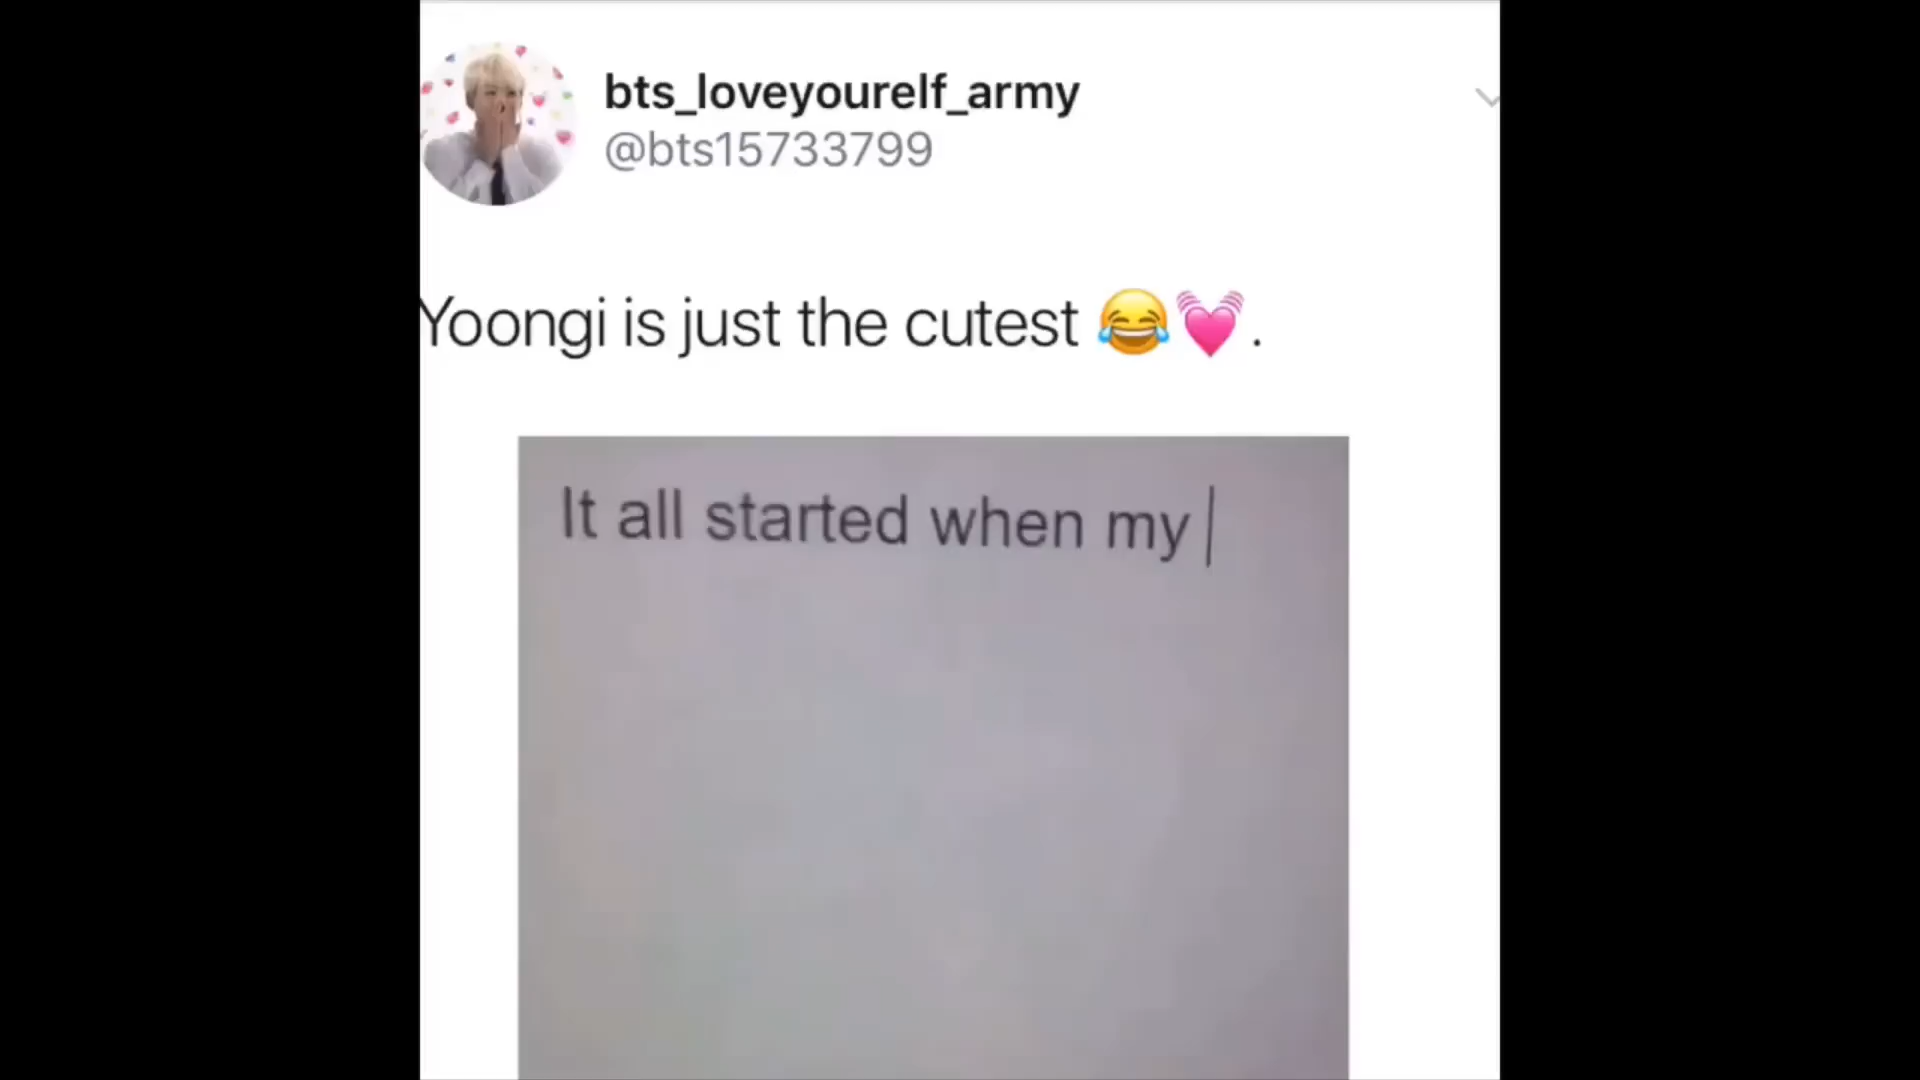 bts_loveyourelf_army
@bts15733799
Yoongi is just the cutest 😂💓.
It all started when my